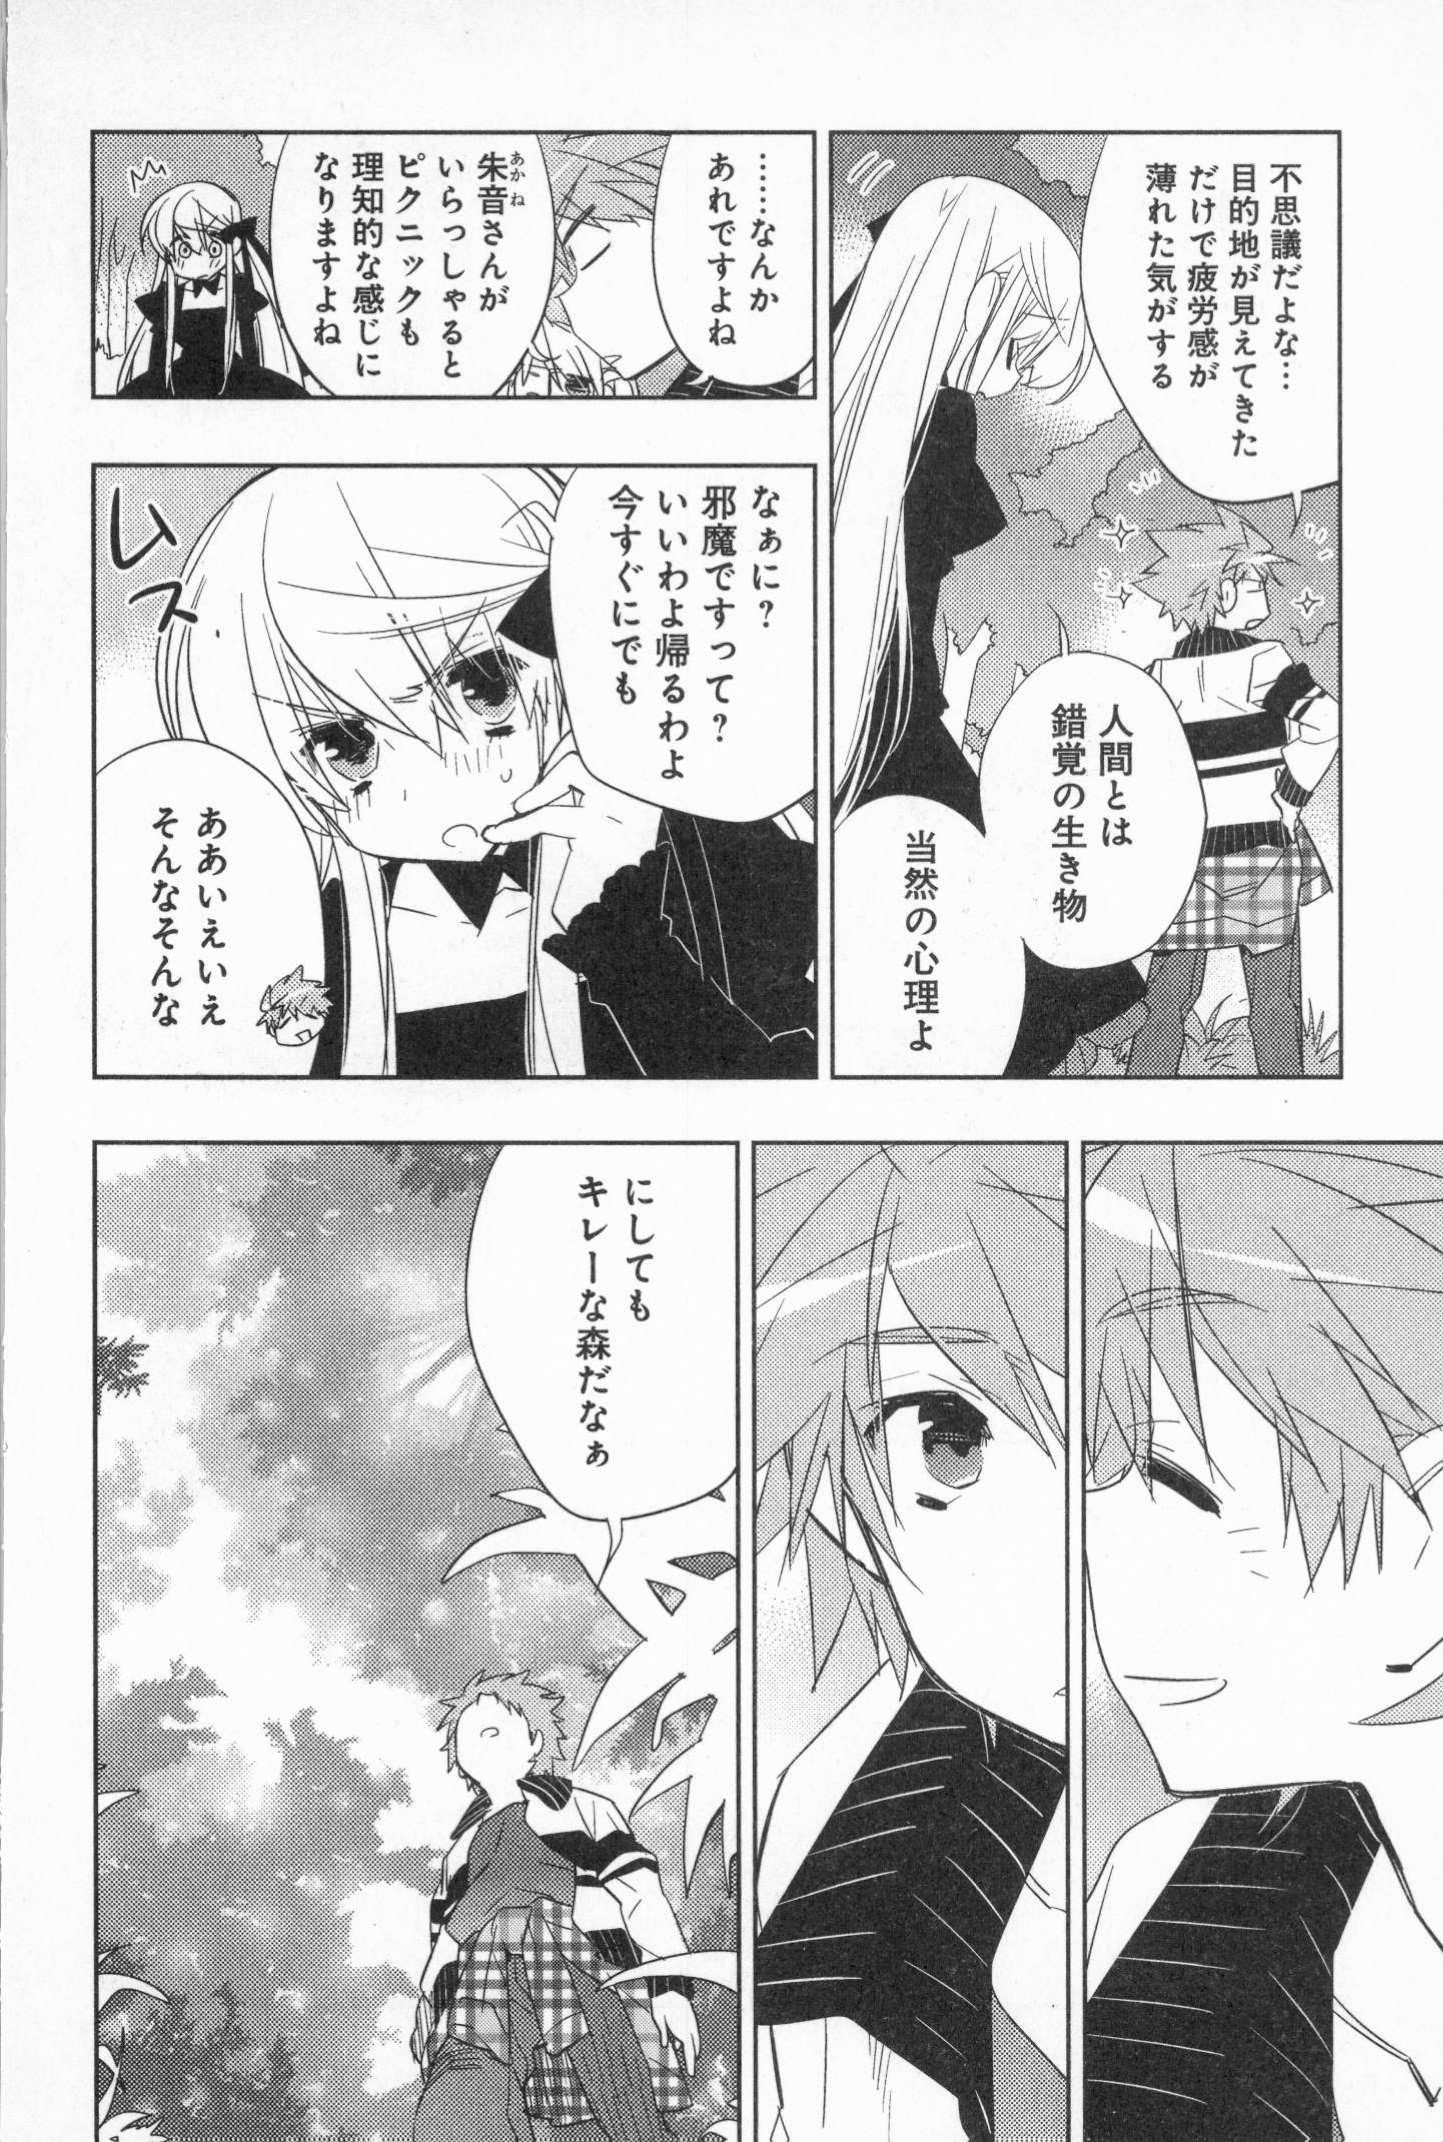 不思議だよな…
目的地が見えてきた
だけで疲労感が
薄れた気がする
人間とは
錯覚の生き物
当然の心理よ
……なんか
あれですよね
朱音さんが
あかね
いらっしゃると
ピクニックも
理知的な感じに
なりますよね
なぁに？
邪魔ですって？
いいわよ帰るわよ
今すぐにでも
ムス
ああいえいえ
そんなそんな
にしても
キレーな森だなぁ